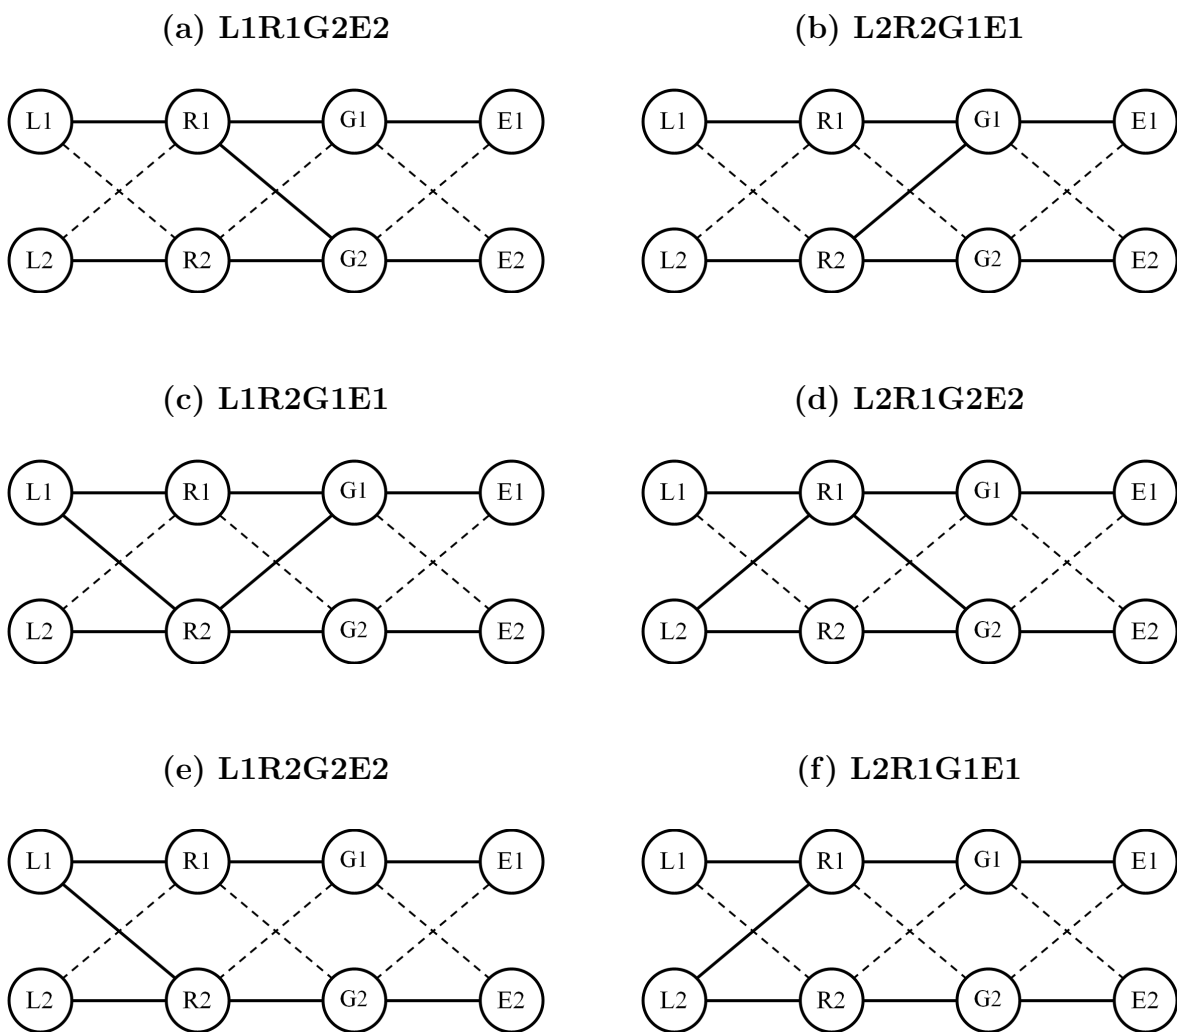 (a) L1R1G2E2
(b) L2R2G1E1
L1 R1 G1 E1
L1 R1 G1 E1
L2 R2 G2 E2
L2 R2 G2 E2
(c) L1R2G1E1
(d) L2R1G2E2
L1 R1 G1 E1
L1 R1 G1 E1
L2 R2 G2 E2
L2 R2 G2 E2
(e) L1R2G2E2
(f) L2R1G1E1
L1 R1 G1 E1
L1 R1 G1 E1
L2 R2 G2 E2
L2 R2 G2 E2